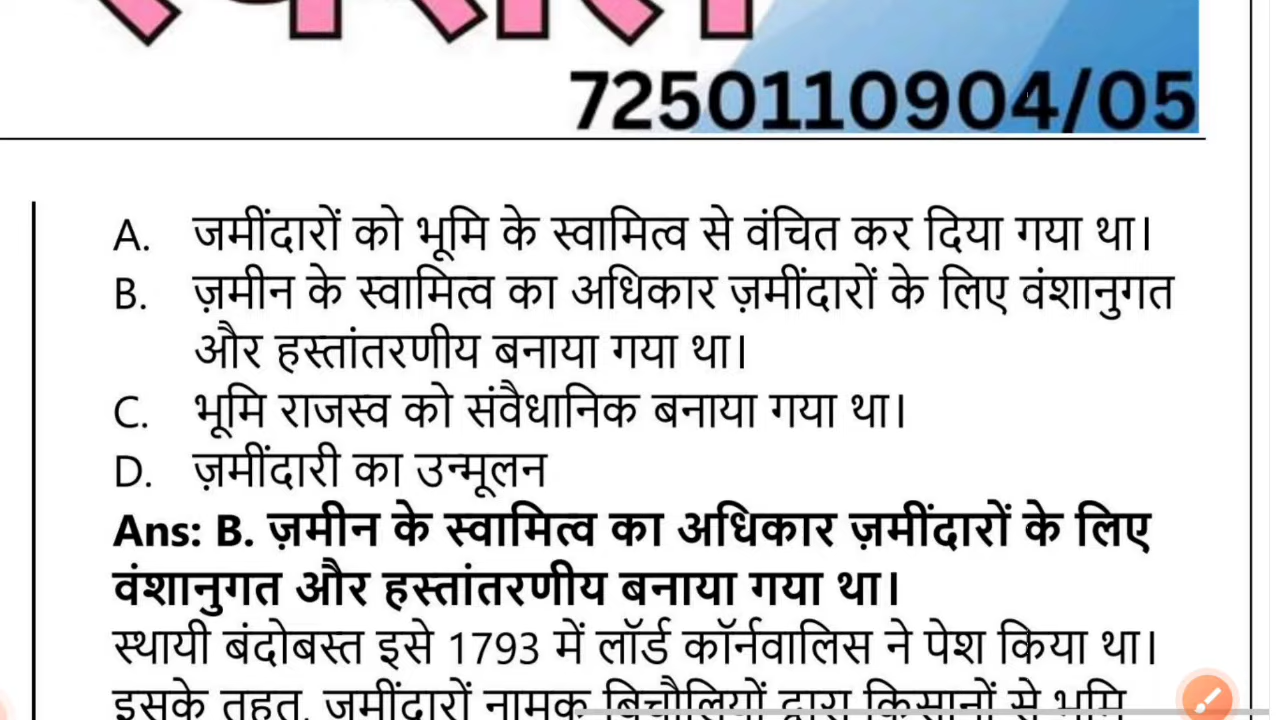 7250110904/05
A. जमींदारों को भूमि के स्वामित्व से वंचित कर दिया गया था।
B. ज़मीन के स्वामित्व का अधिकार ज़मींदारों के लिए वंशानुगत
और हस्तांतरणीय बनाया गया था।
C. भूमि राजस्व को संवैधानिक बनाया गया था।
D. ज़मींदारी का उन्मूलन
Ans: B. ज़मीन के स्वामित्व का अधिकार ज़मींदारों के लिए
वंशानुगत और हस्तांतरणीय बनाया गया था।
स्थायी बंदोबस्त इसे 1793 में लॉर्ड कॉर्नवालिस ने पेश किया था।
इसके तहत, जमींदारों नामक बिचौलियों द्वारा किसानों से भूमि